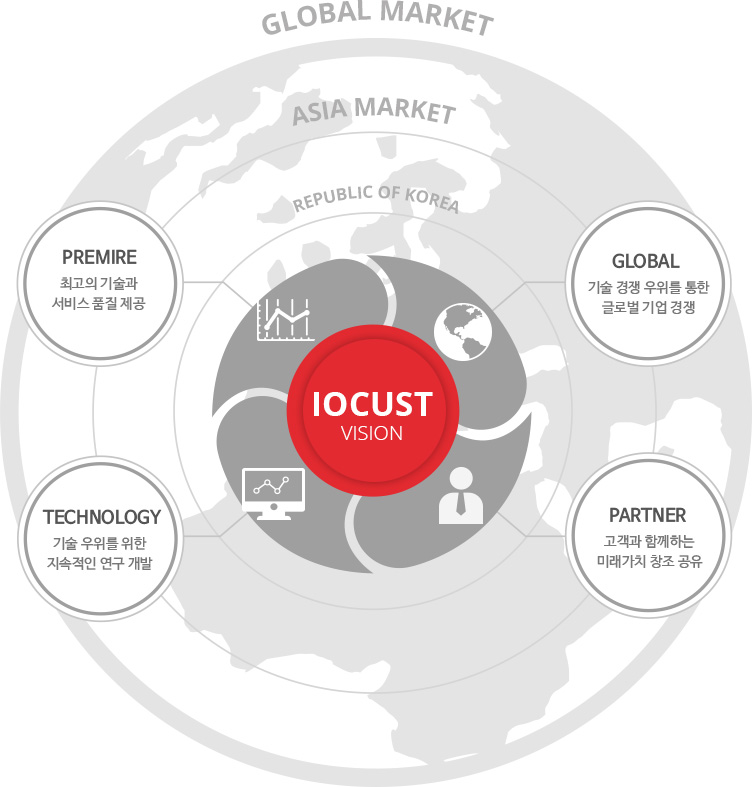 GLOBAL MARKET
ASIA MARKET
REPUBLIC OF KOREA
PREMIRE
최고의 기술과
서비스 품질 제공
GLOBAL
기술 경쟁 우위를 통한
글로벌 기업 경쟁
IOCUST
VISION
TECHNOLOGY
기술 우위를 위한
지속적인 연구 개발
PARTNER
고객과 함께하는
미래가치 창조 공유